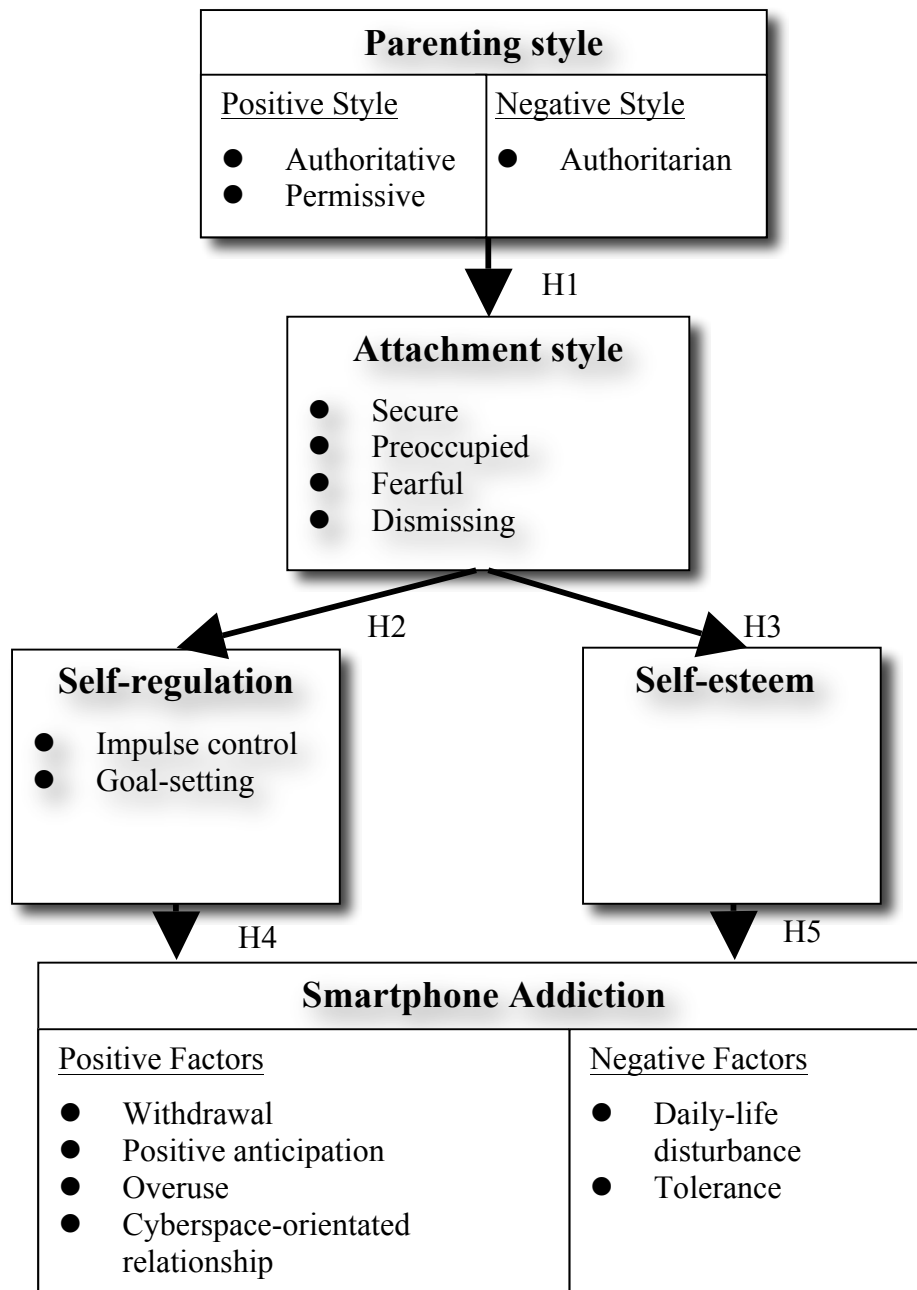 Parenting style
Positive Style
● Authoritative
● Permissive
Negative Style
● Authoritarian
H1
Attachment style
● Secure
● Preoccupied
● Fearful
● Dismissing
H2
H3
Self-regulation
● Impulse control
● Goal-setting
Self-esteem
H4
H5
Smartphone Addiction
Positive Factors
● Withdrawal
● Positive anticipation
● Overuse
● Cyberspace-orientated
relationship
Negative Factors
● Daily-life
disturbance
● Tolerance